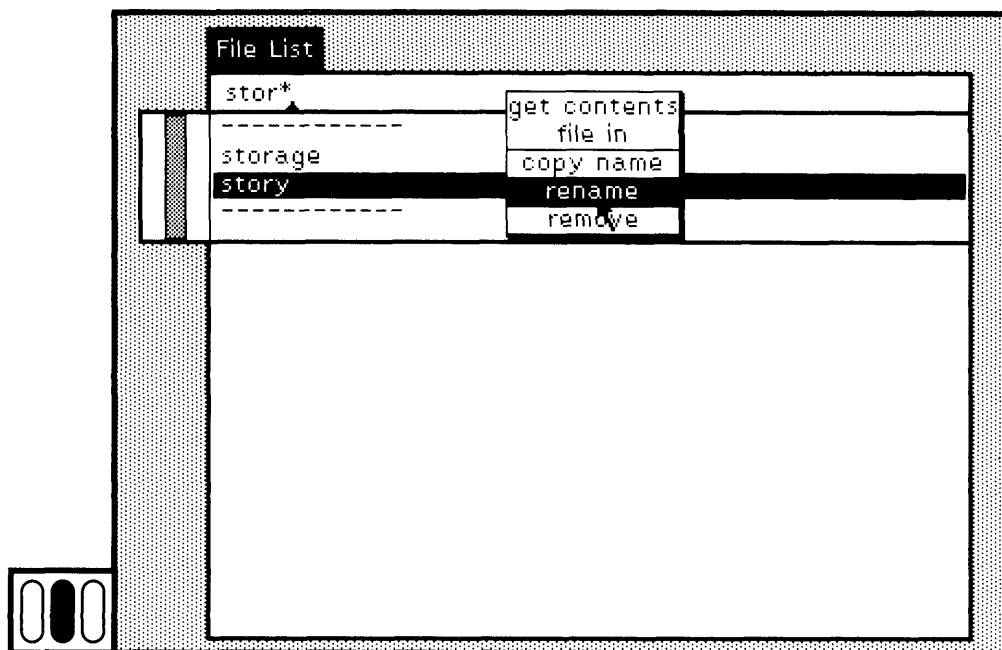 File List
stor*
------------
storage
story
------------
get contents
file in
copy name
rename
remove